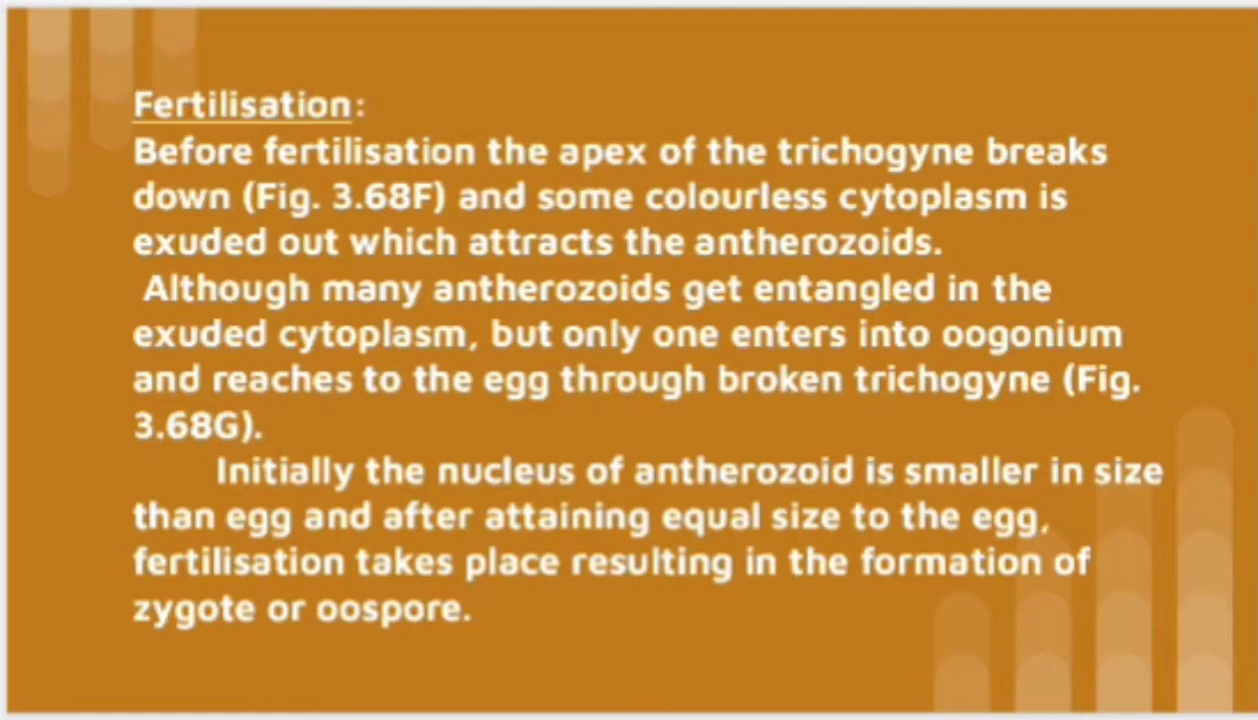 Fertilisation:
Before fertilisation the apex of the trichogyne breaks
down (Fig. 3.68F) and some colourless cytoplasm is
exuded out which attracts the antherozoids.
Although many antherozoids get entangled in the
exuded cytoplasm, but only one enters into oogonium
and reaches to the egg through broken trichogyne (Fig.
3.68G).
Initially the nucleus of antherozoid is smaller in size
than egg and after attaining equal size to the egg,
fertilisation takes place resulting in the formation of
zygote or oospore.